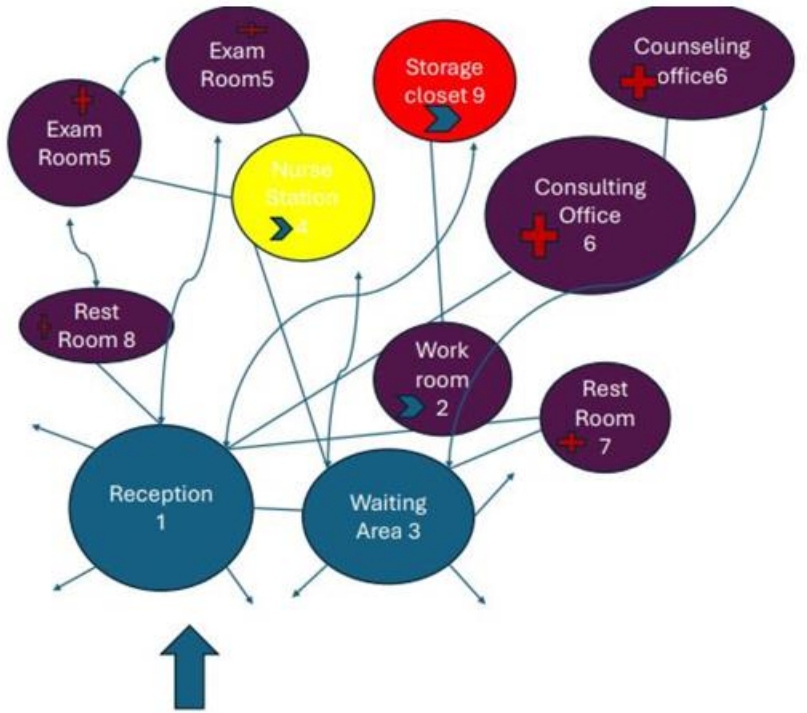 Exam
Room5
Exam
Room5
Nurse
Station
4
Storage
closet 9
Counseling
office6
Consulting
Office
6
Rest
Room 8
Work
room
2
Rest
Room
7
Reception
1
Waiting
Area 3